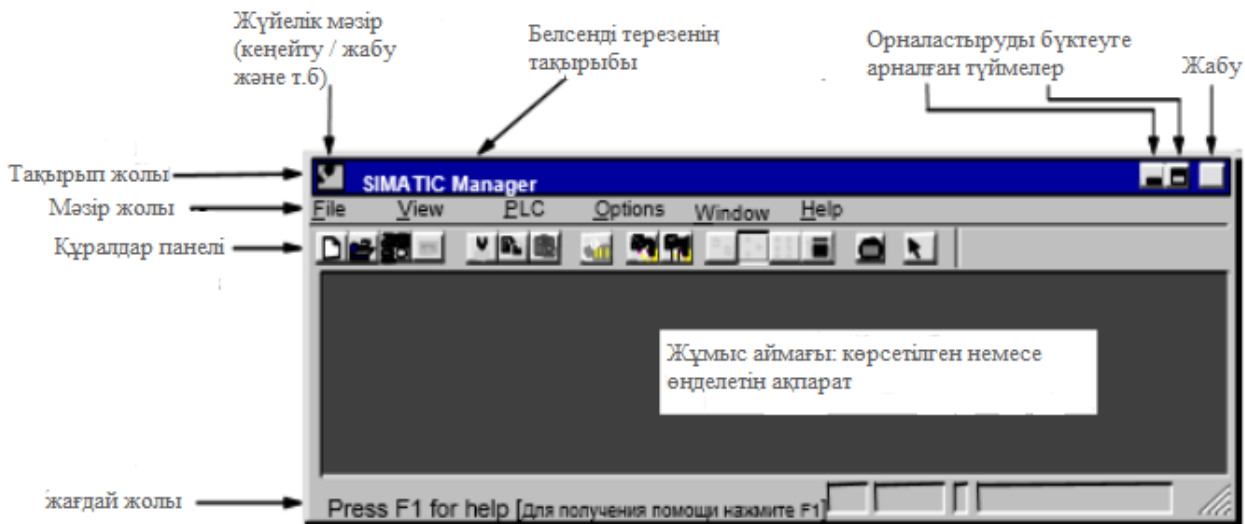 Жүйелік мәзір
(кеңейту / жабу
және т.б)
Белсенді терезенің
тақырыбы
Орналастыруды бүктеуге
арналған түймелер
Жабу
Тақырып жолы
SIMATIC Manager
Мәзір жолы
File View PLC Options Window Help
Құралдар панелі
Жұмыс аймағы: көрсетілген немесе
өңделетін ақпарат
жағдай жолы
Press F1 for help [Для получения помощи нажмите F1]